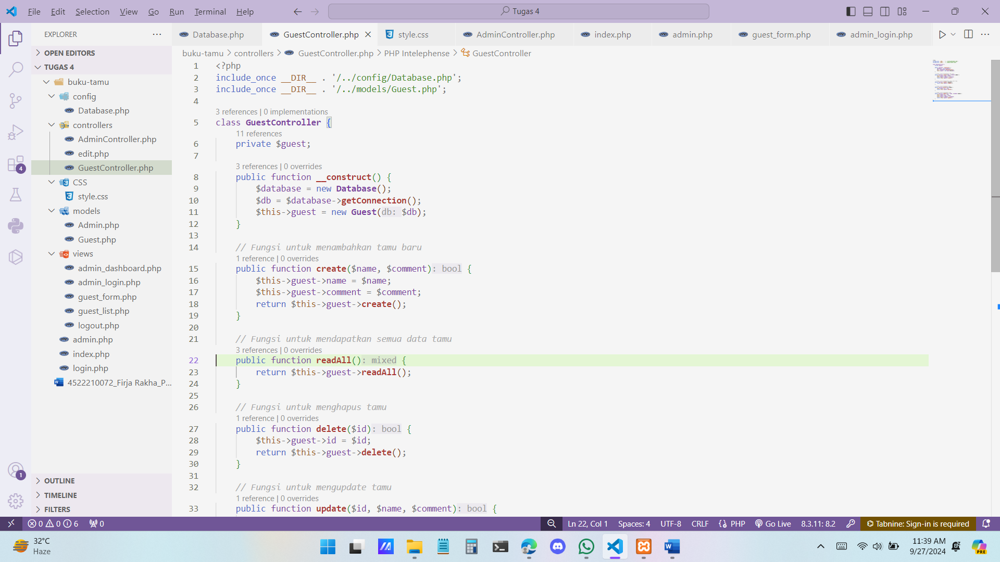 File Edit Selection View Go Run Terminal Help
Tugas 4
EXPLORER
OPEN EDITORS
TUGAS 4
buku-tamu
config
Database.php
controllers
AdminController.php
edit.php
GuestController.php
CSS
style.css
models
Admin.php
Guest.php
views
admin_dashboard.php
admin_login.php
guest_form.php
guest_list.php
logout.php
admin.php
index.php
login.php
4522210072_Firja Rakha_P...
OUTLINE
TIMELINE
FILTERS
4
1
Database.php GuestController.php style.css AdminController.php index.php admin.php guest_form.php admin_login.php
buku-tamu > controllers > GuestController.php > PHP Intelephense > GuestController
1 <?php
2 include_once __DIR__ . '/../config/Database.php';
3 include_once __DIR__ . '/../models/Guest.php';
4
3 references | 0 implementations
5 class GuestController {
11 references
6 private $guest;
7
3 references | 0 overrides
8 public function __construct() {
9 $database = new Database();
10 $db = $database->getConnection();
11 $this->guest = new Guest(db: $db);
12 }
13
14 // Fungsi untuk menambahkan tamu baru
1 reference | 0 overrides
15 public function create($name, $comment): bool {
16 $this->guest->name = $name;
17 $this->guest->comment = $comment;
18 return $this->guest->create();
19 }
20
21 // Fungsi untuk mendapatkan semua data tamu
3 references | 0 overrides
22 public function readAll(): mixed {
23 return $this->guest->readAll();
24 }
25
26 // Fungsi untuk menghapus tamu
1 reference | 0 overrides
27 public function delete($id): bool {
28 $this->guest->id = $id;
29 return $this->guest->delete();
30 }
31
32 // Fungsi untuk mengupdate tamu
1 reference | 0 overrides
33 public function update($id, $name, $comment): bool {
0 0 6 0
Ln 22, Col 1 Spaces: 4 UTF-8 CRLF {} PHP Go Live 8.3.11: 8.2 Tabnine: Sign-in is required
32°C
Haze
11:39 AM
9/27/2024
PRE